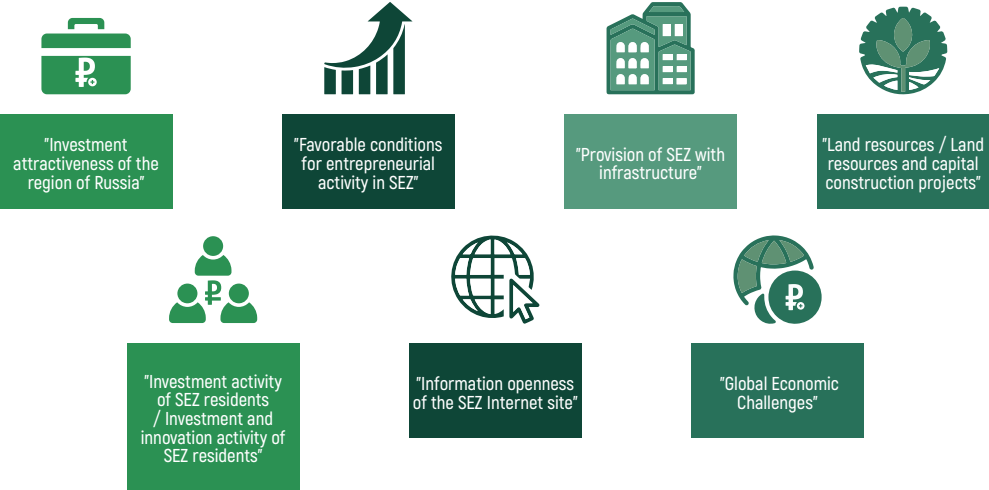 "Investment
attractiveness of the
region of Russia"
"Favorable conditions
for entrepreneurial
activity in SEZ"
"Provision of SEZ with
infrastructure"
"Land resources / Land
resources and capital
construction projects"
"Investment activity
of SEZ residents
/ Investment and
innovation activity of
SEZ residents"
"Information openness
of the SEZ Internet site"
"Global Economic
Challenges"